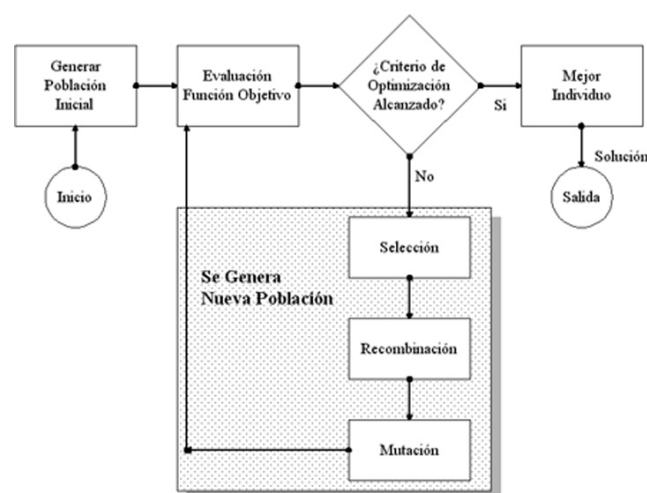 Generar
Población
Inicial
Evaluación
Función Objetivo
¿Criterio de
Optimización
Alcanzado?
Si
Mejor
Individuo
Inicio
No
Solución
Salida
Se Genera
Nueva Población
Selección
Recombinación
Mutación